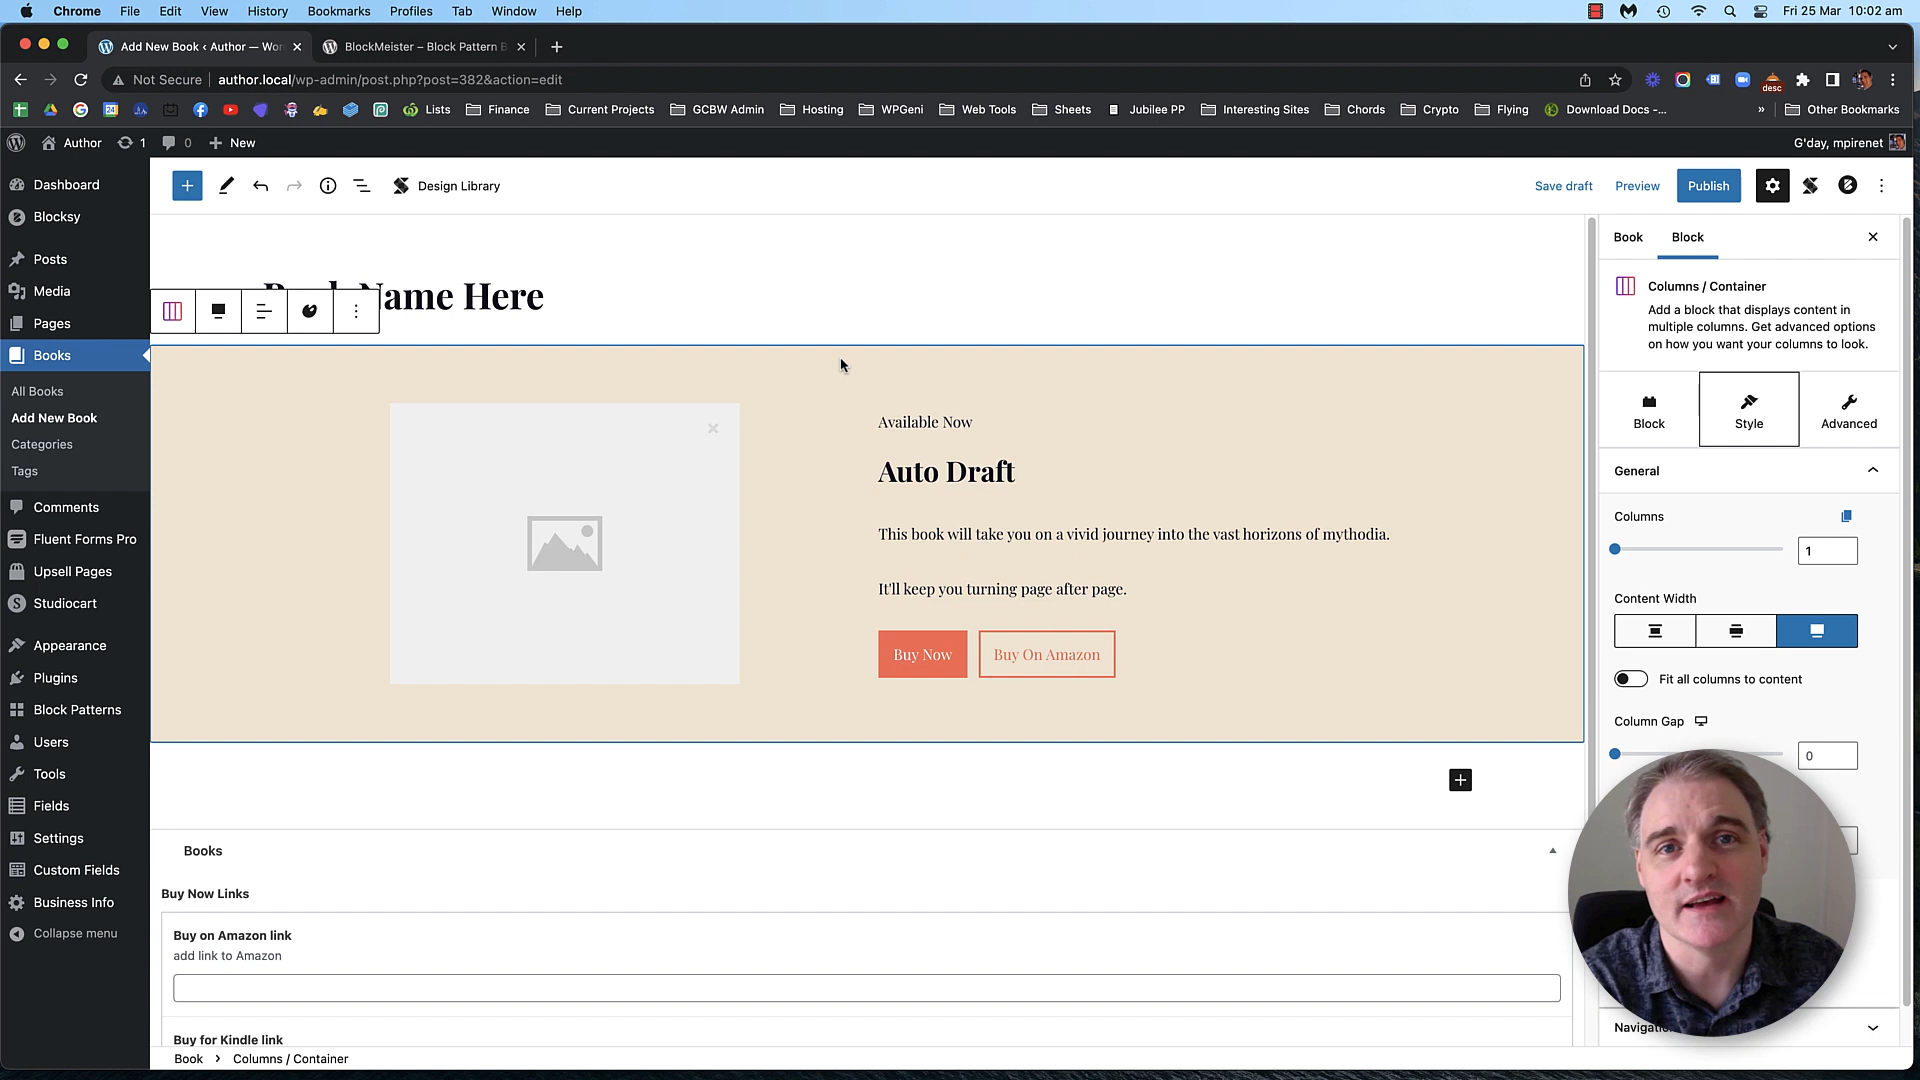 Chrome File Edit View History Bookmarks Profiles Tab Window Help Fri 25 Mar 10:02 am
Add New Book ‹ Author — Wor BlockMeister – Block Pattern B
Not Secure author.local/wp-admin/post.php?post=382&action=edit desc
Lists Finance Current Projects GCBW Admin Hosting WPGeni Web Tools Sheets Jubilee PP Interesting Sites Chords Crypto Flying Download Docs -... » Other Bookmarks
Author 1 0 New G'day, mpirenet
Dashboard
Blocksy
Posts
Media
Pages
Books
All Books
Add New Book
Categories
Tags
Comments
Fluent Forms Pro
Upsell Pages
Studiocart
Appearance
Plugins
Block Patterns
Users
Tools
Fields
Settings
Custom Fields
Business Info
Collapse menu
Design Library Save draft Preview Publish
Name Here
Available Now
Auto Draft
This book will take you on a vivid journey into the vast horizons of mythodia.
It'll keep you turning page after page.
Buy Now Buy On Amazon
Books
Buy Now Links
Buy on Amazon link
add link to Amazon
Buy for Kindle link
Book › Columns / Container
Book Block
Columns / Container
Add a block that displays content in
multiple columns. Get advanced options
on how you want your columns to look.
Block Style Advanced
General
Columns
1
Content Width
Fit all columns to content
Column Gap
0